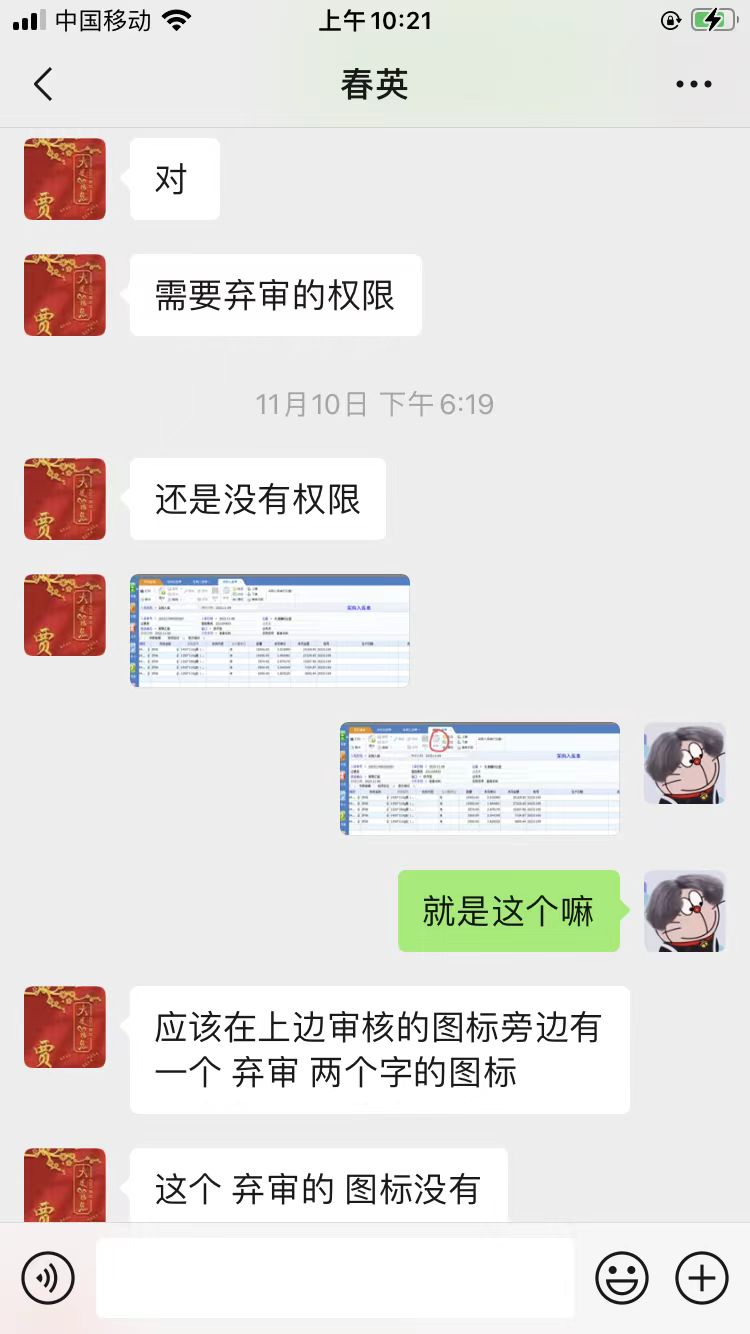 中国移动
上午10:21
春英
对
需要弃审的权限
11月10日 下午6:19
还是没有权限
采购入库单
采购入库单
就是这个嘛
应该在上边审核的图标旁边有
一个 弃审 两个字的图标
这个 弃审的 图标没有